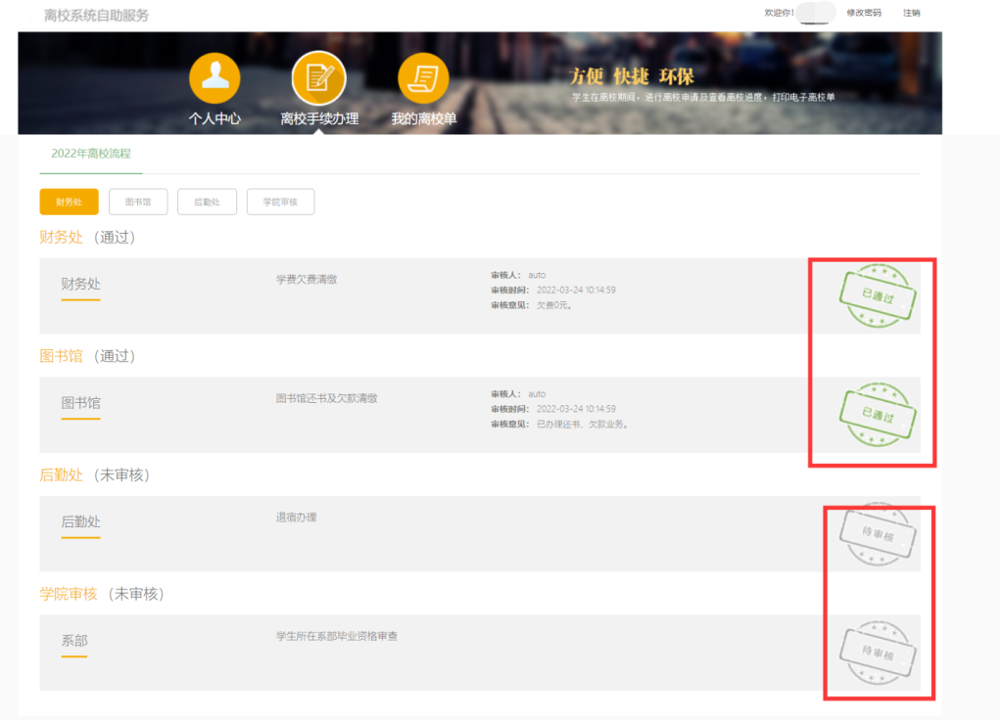 离校系统自助服务
欢迎你! 修改密码 注销
方便 快捷 环保
学生在离校期间，进行离校申请及查看离校进度，打印电子离校单
个人中心 离校手续办理 我的离校单
2022年离校流程
财务处 图书馆 后勤处 学院审核
财务处 （通过）
财务处
学费欠费清缴
审核人： auto
审核时间： 2022-03-24 10:14:59
审核意见： 欠费0元。
已通过
图书馆 （通过）
图书馆
图书馆还书及欠款清缴
审核人： auto
审核时间： 2022-03-24 10:14:59
审核意见： 已办理还书、欠款业务。
已通过
后勤处 （未审核）
后勤处
退宿办理
待审核
学院审核 （未审核）
系部
学生所在系部毕业资格审查
待审核